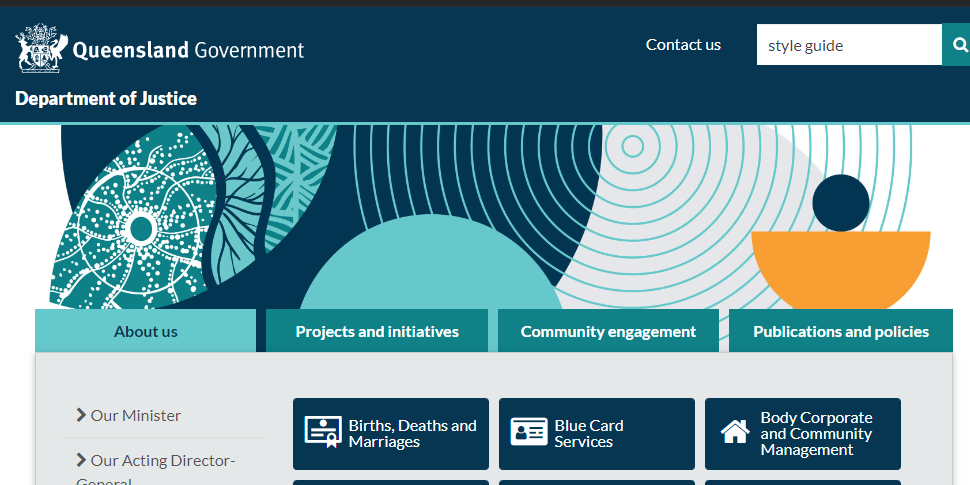 Queensland Government
Contact us
style guide
Department of Justice
About us
Projects and initiatives
Community engagement
Publications and policies
Our Minister
Our Acting Director-
General
Births, Deaths and
Marriages
Blue Card
Services
Body Corporate
and Community
Management